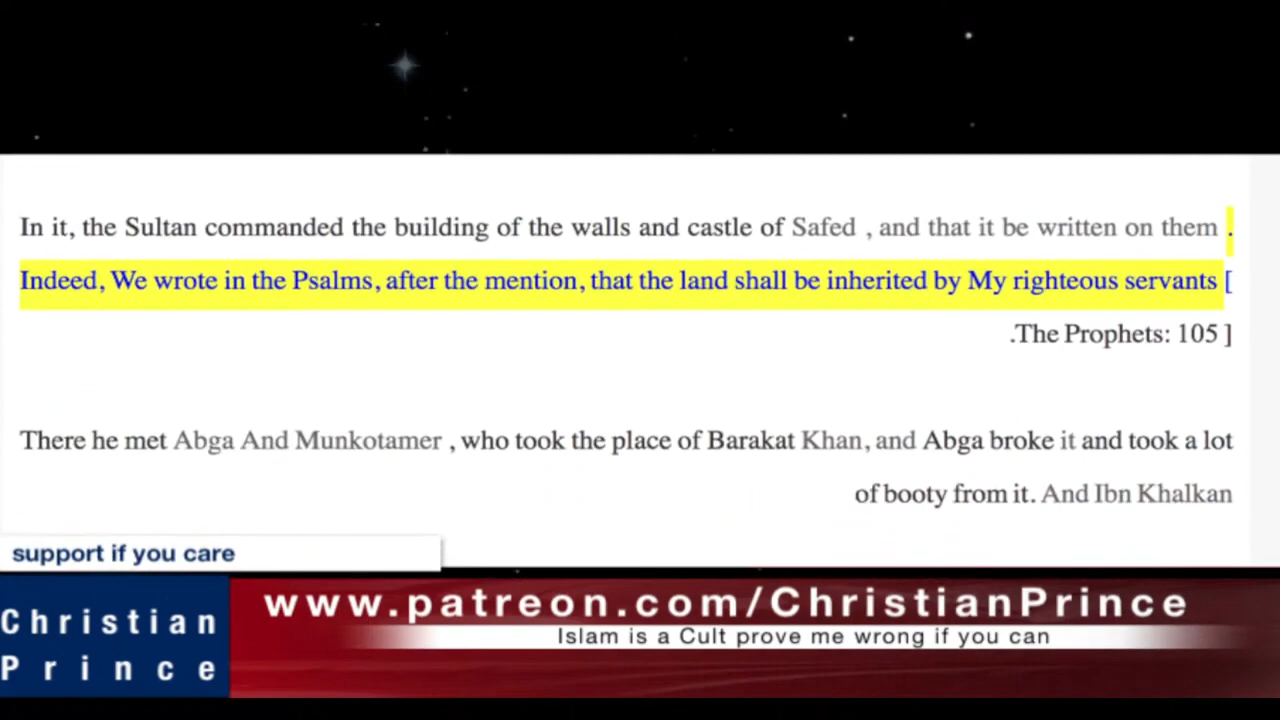 In it, the Sultan commanded the building of the walls and castle of Safed , and that it be written on them .
Indeed, We wrote in the Psalms, after the mention, that the land shall be inherited by My righteous servants [
.The Prophets: 105 ]
There he met Abga And Munkotamer , who took the place of Barakat Khan, and Abga broke it and took a lot
of booty from it. And Ibn Khalkan
support if you care
Christian
Prince
www.patreon.com/ChristianPrince
Islam is a Cult prove me wrong if you can